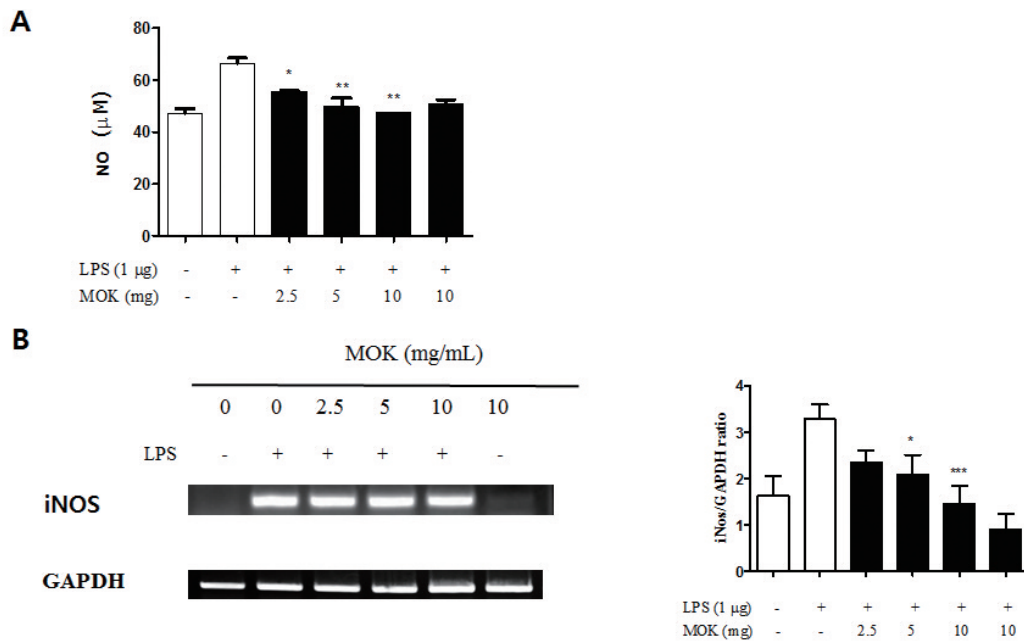 A
80
60
40
20
0
NO (μM)
*
**
**
LPS (1 μg) - + + + + +
MOK (mg) - - 2.5 5 10 10
B
MOK (mg/mL)
0 0 2.5 5 10 10
LPS - + + + + -
iNOS
GAPDH
4
3
2
1
0
iNos/GAPDH ratio
*
***
LPS (1 μg) - + + + + +
MOK (mg) - - 2.5 5 10 10